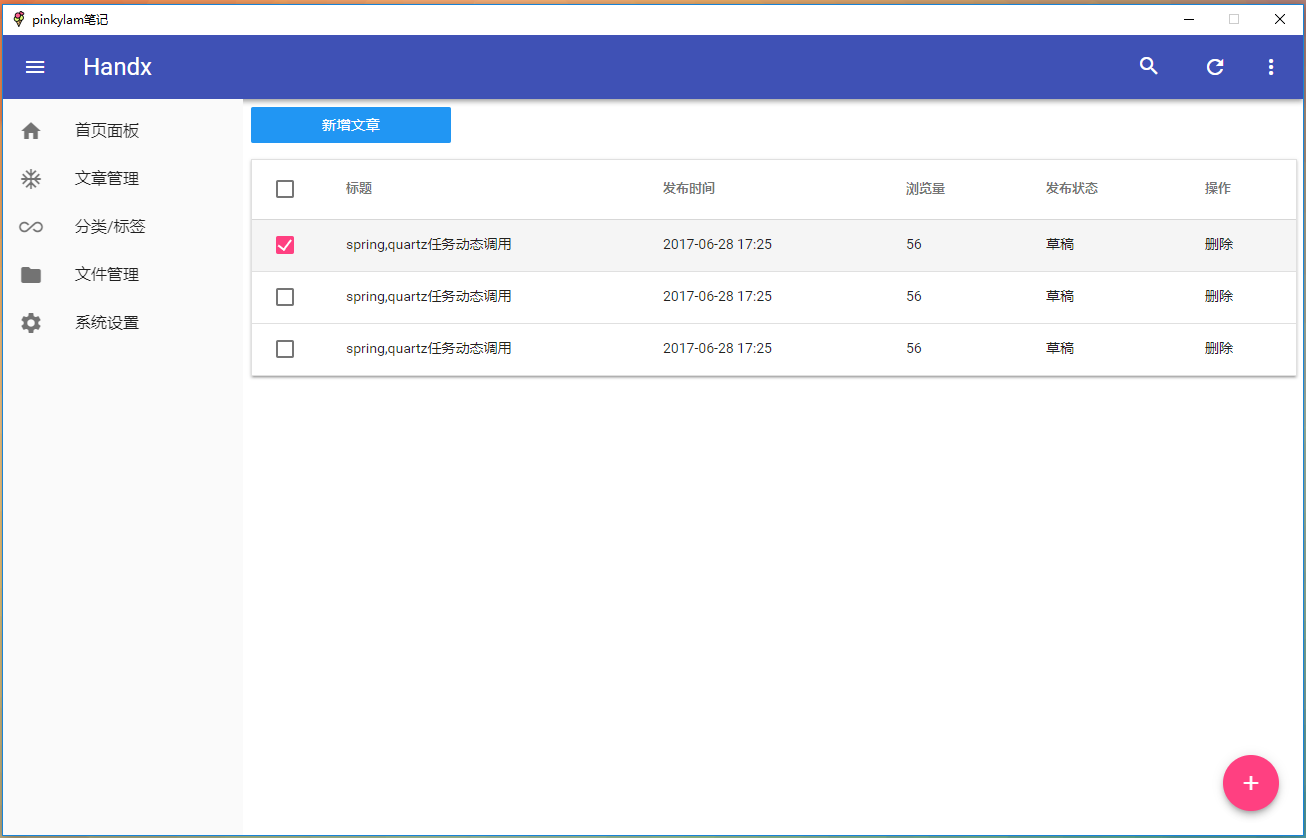 pinkylam笔记
Handx
首页面板
文章管理
分类/标签
文件管理
系统设置
新增文章
标题 发布时间 浏览量 发布状态 操作
spring,quartz任务动态调用 2017-06-28 17:25 56 草稿 删除
spring,quartz任务动态调用 2017-06-28 17:25 56 草稿 删除
spring,quartz任务动态调用 2017-06-28 17:25 56 草稿 删除